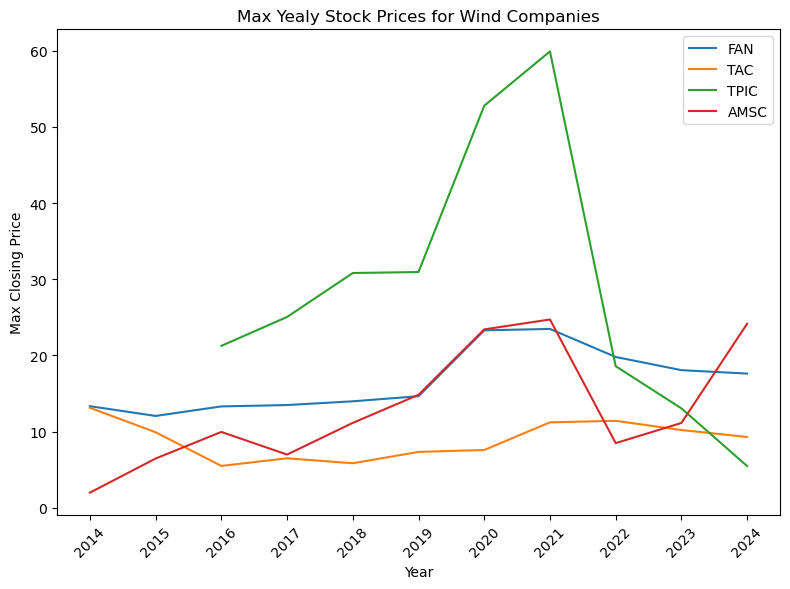 Max Yealy Stock Prices for Wind Companies
FAN
TAC
TPIC
AMSC
Max Closing Price
60
50
40
30
20
10
0
2014
2015
2016
2017
2018
2019
2020
2021
2022
2023
2024
Year